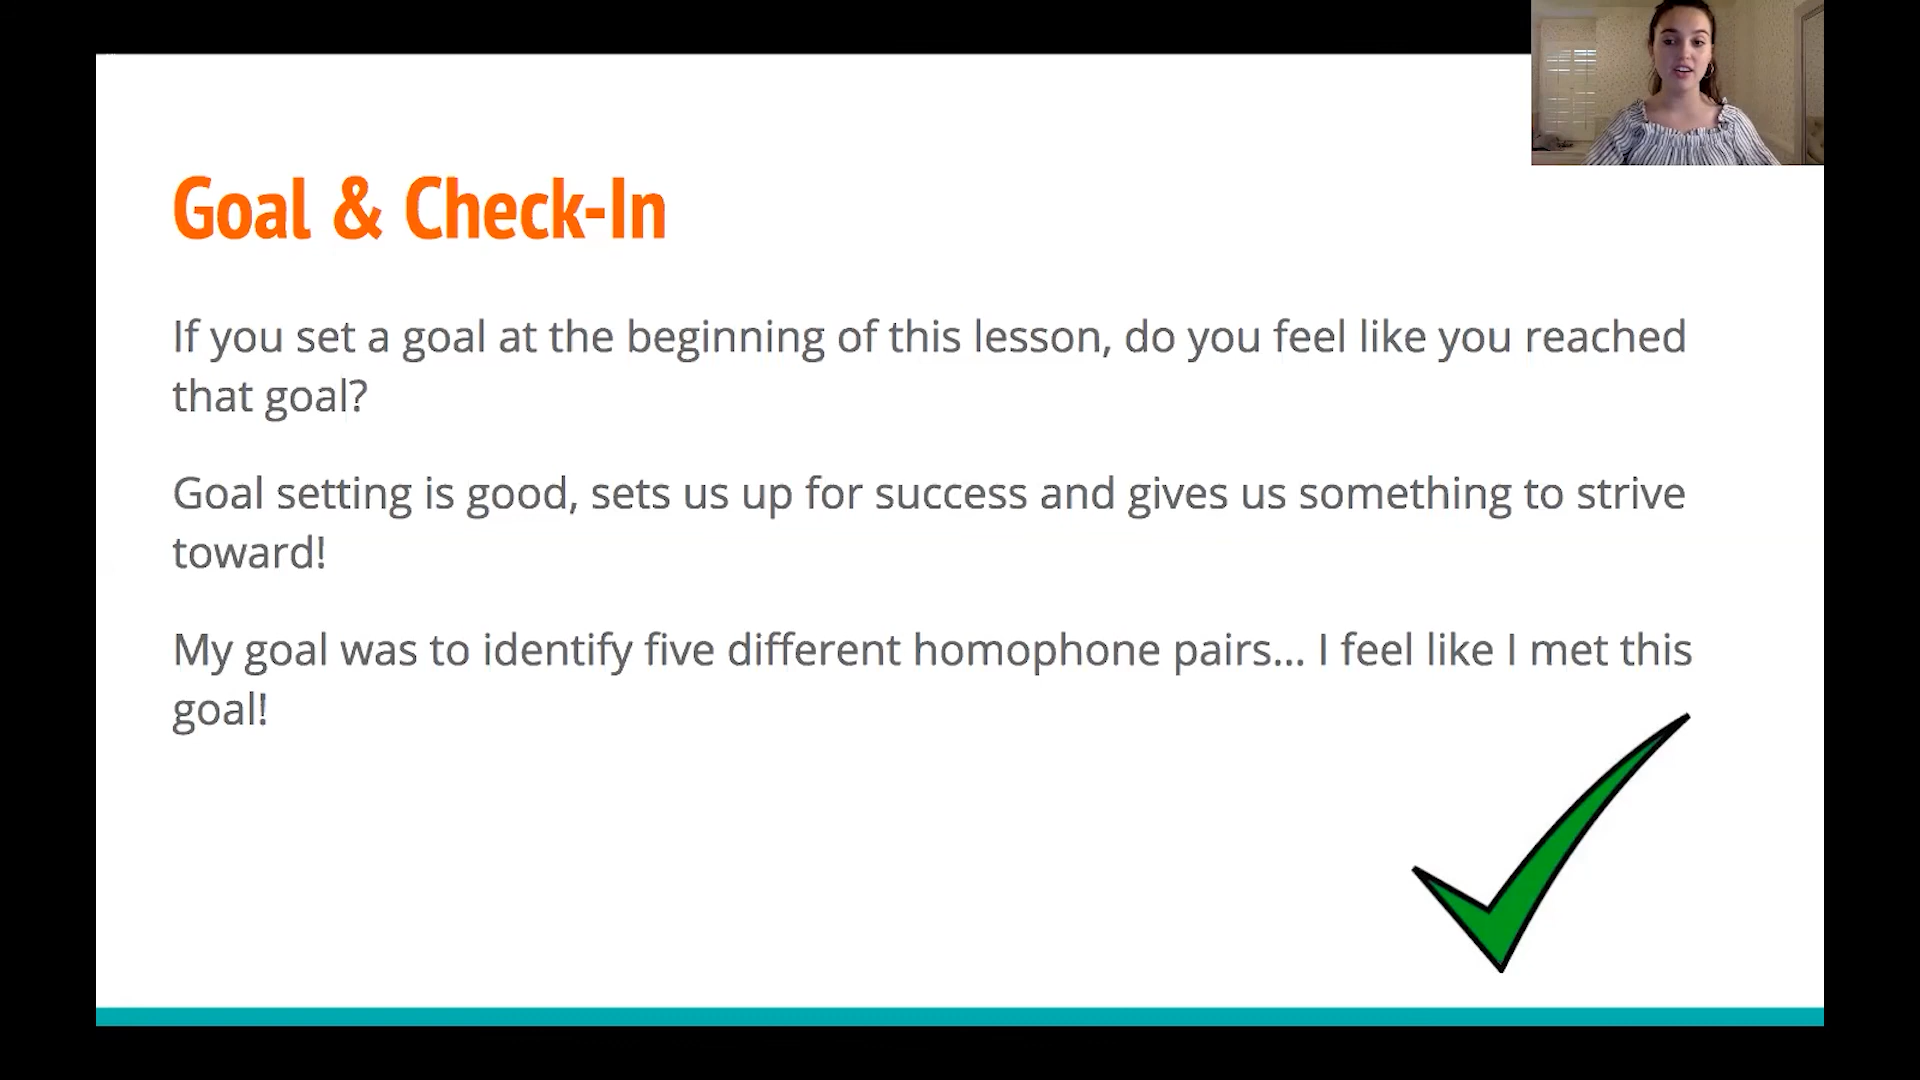 Goal & Check-In
If you set a goal at the beginning of this lesson, do you feel like you reached
that goal?
Goal setting is good, sets us up for success and gives us something to strive
toward!
My goal was to identify five different homophone pairs... I feel like I met this
goal!